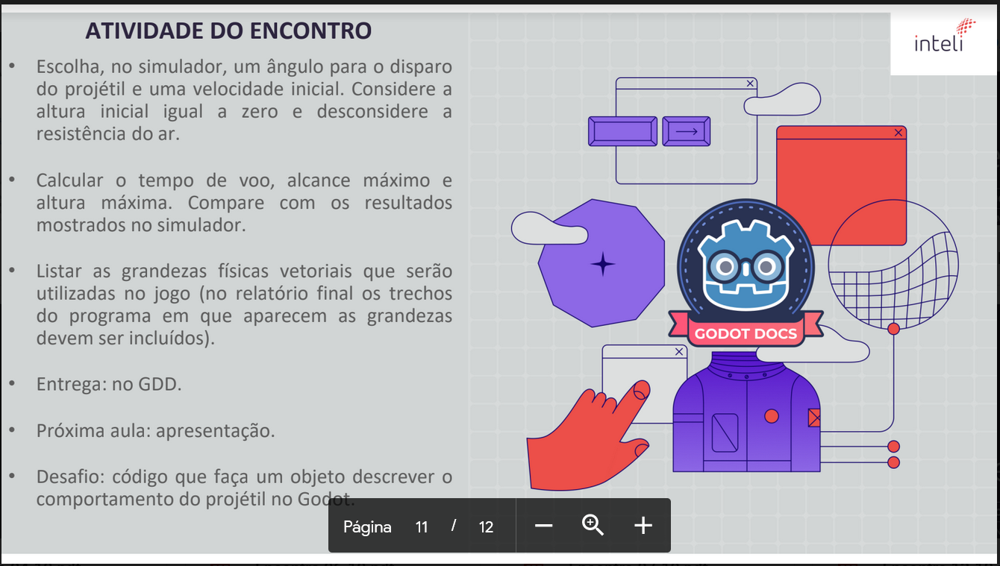 ATIVIDADE DO ENCONTRO
inteli
• Escolha, no simulador, um ângulo para o disparo
do projétil e uma velocidade inicial. Considere a
altura inicial igual a zero e desconsidere a
resistência do ar.
• Calcular o tempo de voo, alcance máximo e
altura máxima. Compare com os resultados
mostrados no simulador.
• Listar as grandezas físicas vetoriais que serão
utilizadas no jogo (no relatório final os trechos
do programa em que aparecem as grandezas
devem ser incluídos).
• Entrega: no GDD.
• Próxima aula: apresentação.
• Desafio: código que faça um objeto descrever o
comportamento do projétil no Godot.
GODOT DOCS
Página 11 / 12